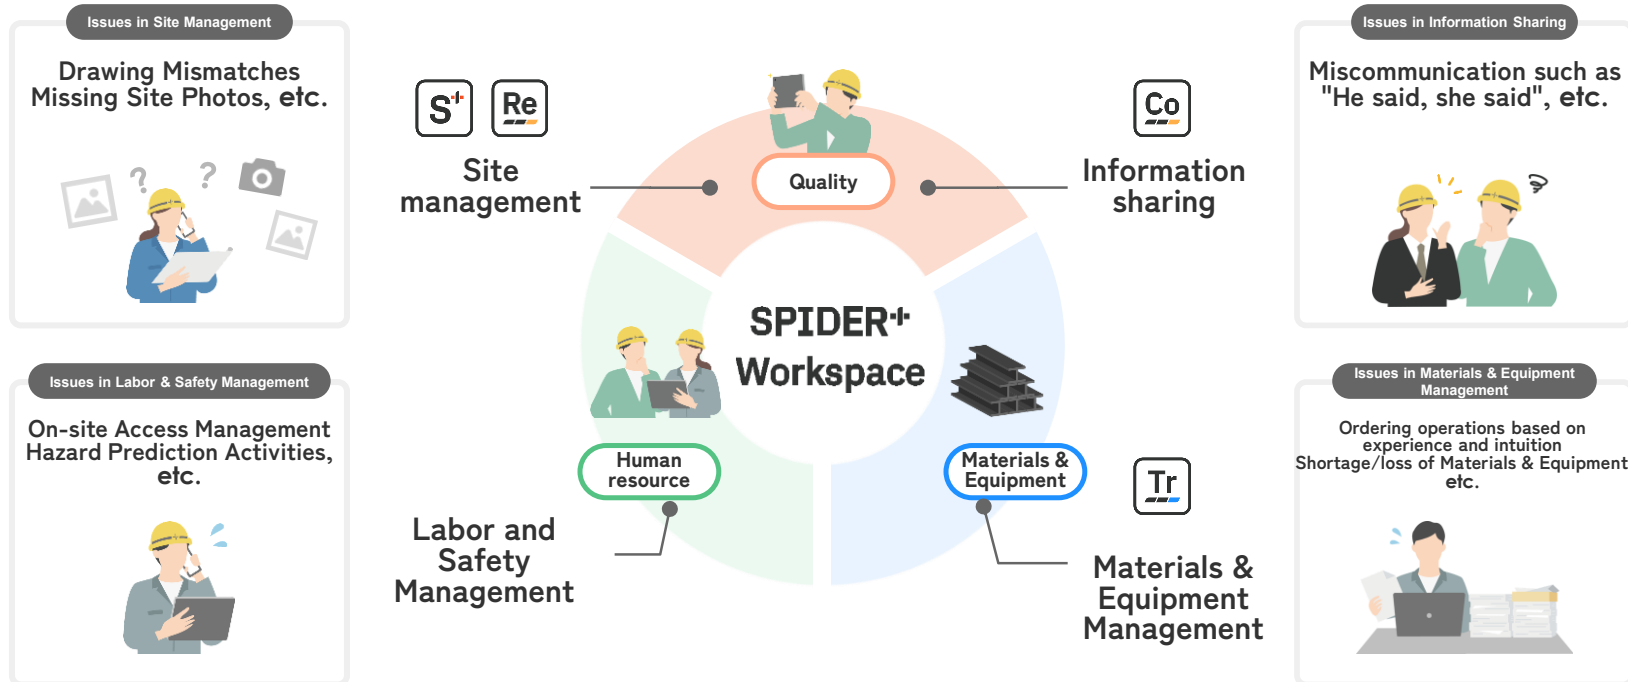 Issues in Site Management
Drawing Mismatches
Missing Site Photos, etc.
Issues in Labor & Safety Management
On-site Access Management
Hazard Prediction Activities,
etc.
S+
Re
Site
management
Labor and
Safety
Management
Quality
SPIDER+
Workspace
Human
resource
Materials &
Equipment
Co
Information
sharing
Tr
Materials &
Equipment
Management
Issues in Information Sharing
Miscommunication such as
"He said, she said", etc.
Issues in Materials & Equipment
Management
Ordering operations based on
experience and intuition
Shortage/loss of Materials & Equipment
etc.